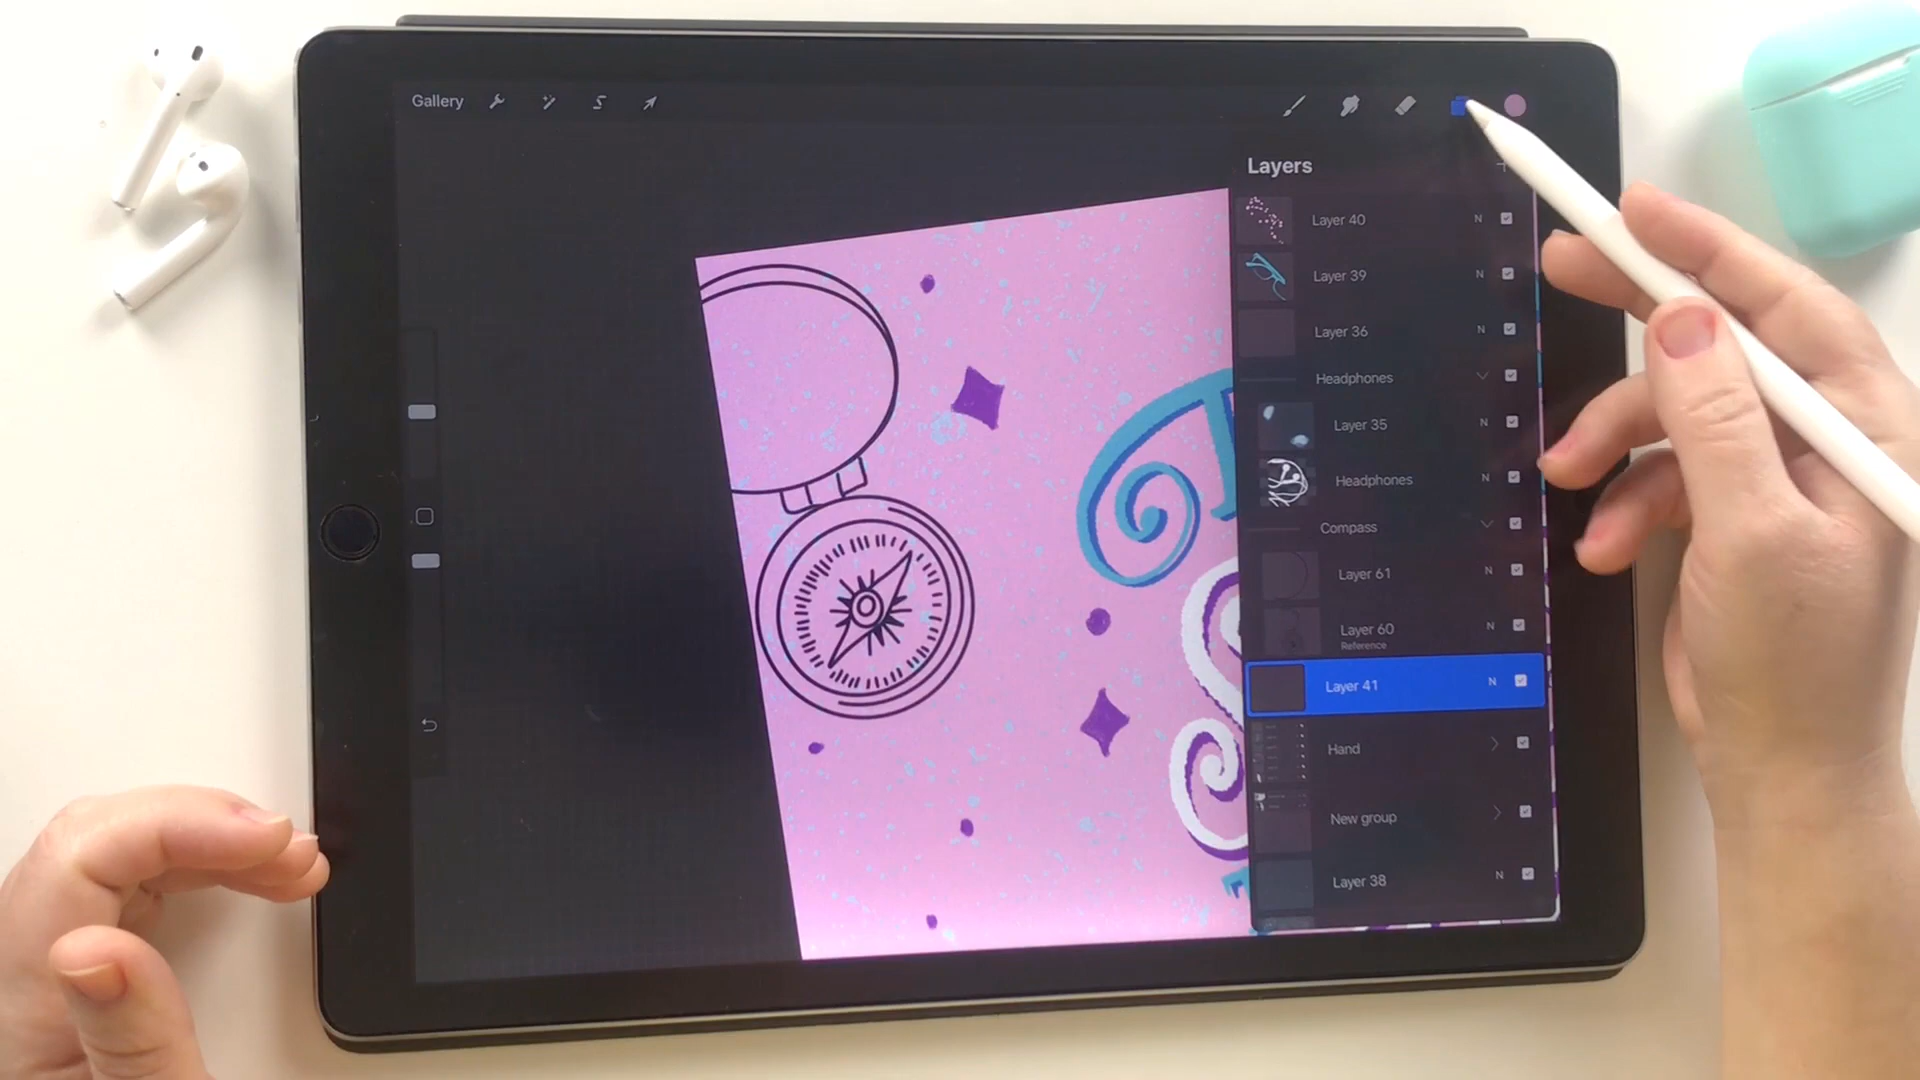 Gallery
Layers
Layer 40 N
Layer 39 N
Layer 36 N
Headphones
Layer 35 N
Headphones N
Compass
Layer 61 N
Layer 60 N
Reference
Layer 41 N
Hand
New group
Layer 38 N